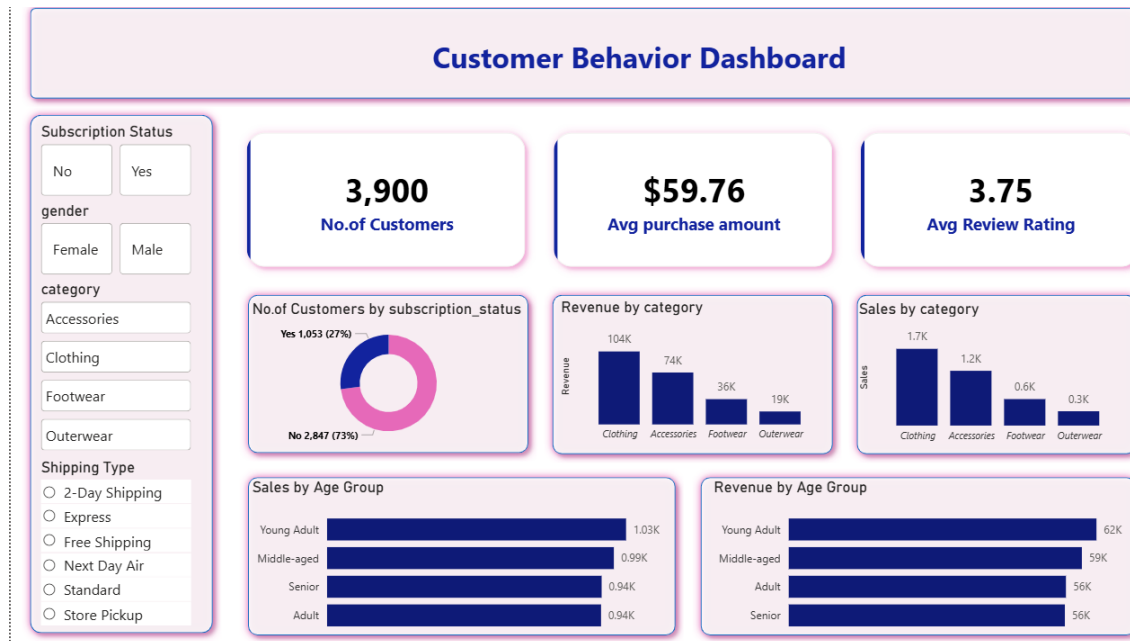 Customer Behavior Dashboard
Subscription Status
No
Yes
gender
Female
Male
category
Accessories
Clothing
Footwear
Outerwear
Shipping Type
2-Day Shipping
Express
Free Shipping
Next Day Air
Standard
Store Pickup
3,900
No.of Customers
$59.76
Avg purchase amount
3.75
Avg Review Rating
No.of Customers by subscription_status
Yes 1,053 (27%)
No 2,847 (73%)
Revenue by category
Revenue
104K
74K
36K
19K
Clothing
Accessories
Footwear
Outerwear
Sales by category
Sales
1.7K
1.2K
0.6K
0.3K
Clothing
Accessories
Footwear
Outerwear
Sales by Age Group
Young Adult 1.03K
Middle-aged 0.99K
Senior 0.94K
Adult 0.94K
Revenue by Age Group
Young Adult 62K
Middle-aged 59K
Adult 56K
Senior 56K